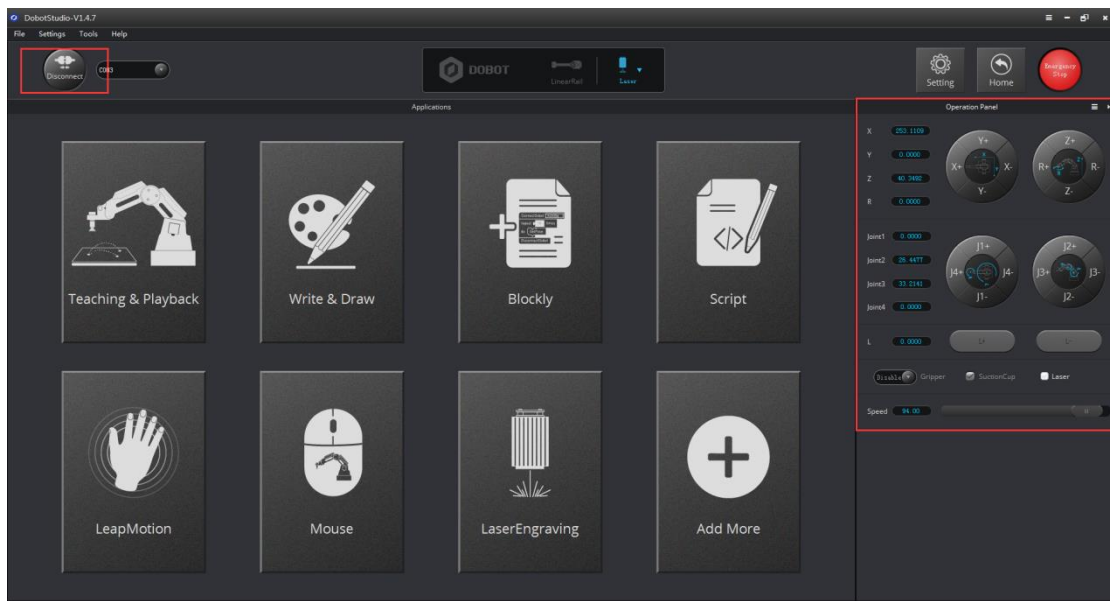 DobotStudio-V1.4.7
File Settings Tools Help
Disconnect
COM3
DOBOT
LinearRail
Laser
Setting
Home
Emergency
Stop
Applications
Operation Panel
Teaching & Playback
Write & Draw
Blockly
Script
LeapMotion
Mouse
LaserEngraving
Add More
X 253.1109
Y 0.0000
Z 40.3492
R 0.0000
Y+
X+ X-
Y-
Z+
R+ R-
Z-
Joint1 0.0000
Joint2 28.4477
Joint3 33.2141
Joint4 0.0000
J1+
J4+ J4-
J1-
J2+
J3+ J3-
J2-
L 0.0000
L+
L-
Gripper
SuctionCup
Laser
Speed 94.00